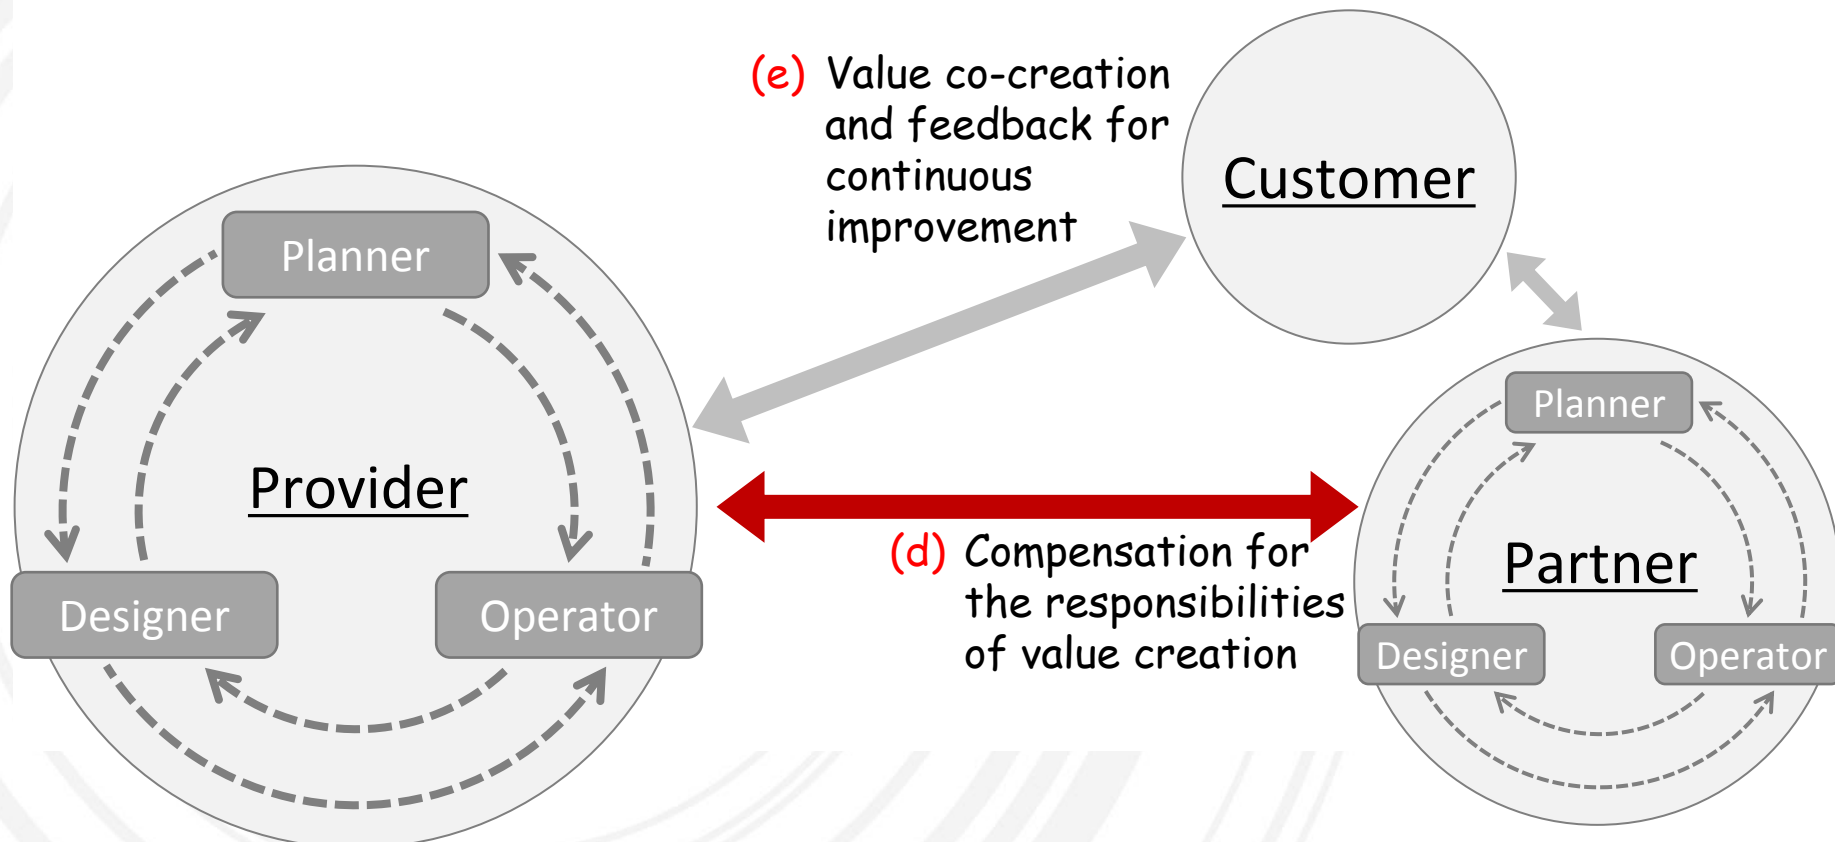 (e) Value co-creation
and feedback for
continuous
improvement
Customer
Planner
Provider
Designer
Operator
(d) Compensation for
the responsibilities
of value creation
Planner
Partner
Designer
Operator